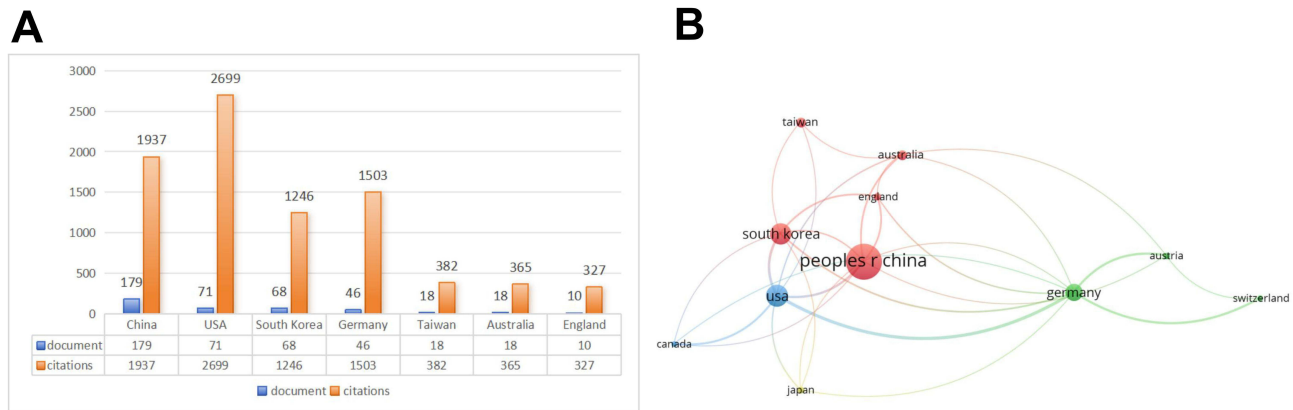 A
3000
2500
2000
1500
1000
500
0
179 1937
71 2699
68 1246
46 1503
18 382
18 365
10 327
China USA South Korea Germany Taiwan Australia England
document 179 71 68 46 18 18 10
citations 1937 2699 1246 1503 382 365 327
document citations
B
taiwan
australia
england
south korea
peoples r china
austria
usa
germany
switzerland
canada
japan